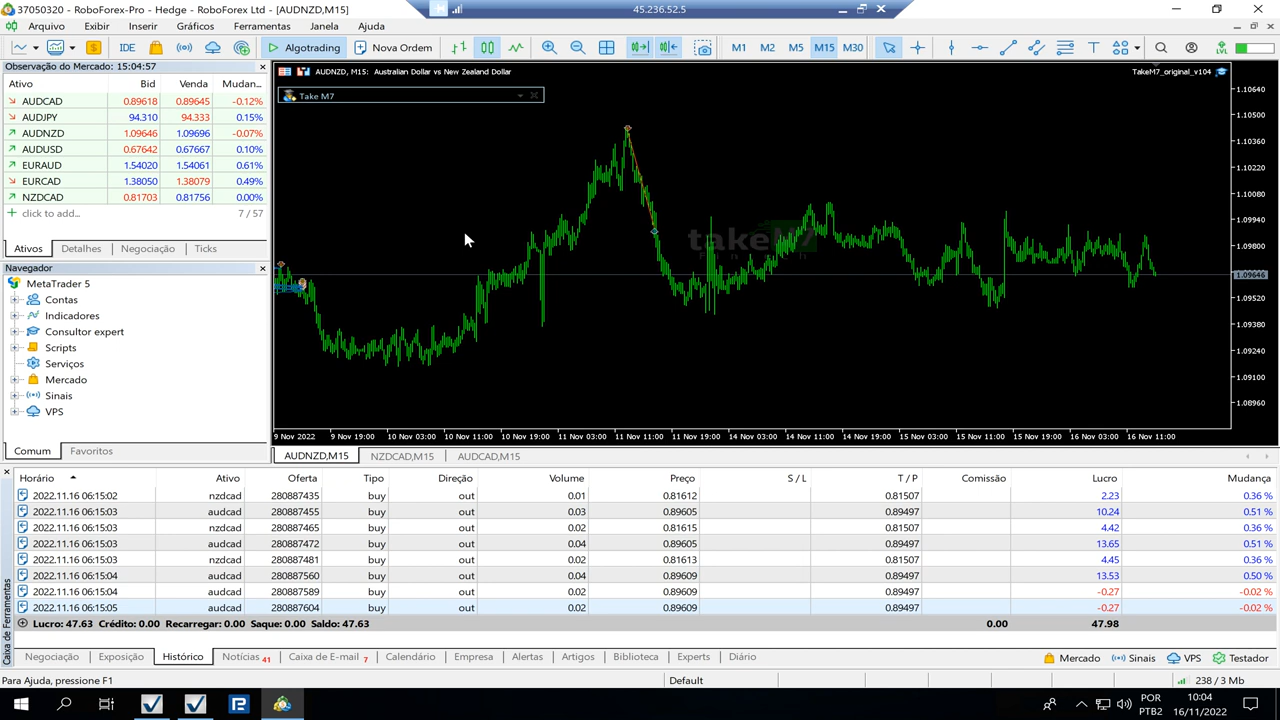 37050320 - RoboForex-Pro - Hedge - RoboForex Ltd - [AUDNZD,M15]
45.236.52.5
Arquivo Exibir Inserir Gráficos Ferramentas Janela Ajuda
IDE Algotrading Nova Ordem M1 M2 M5 M15 M30 LVL
Observação do Mercado: 15:04:57
Ativo Bid Venda Mudan...
AUDCAD 0.89618 0.89645 -0.12%
AUDJPY 94.310 94.333 0.15%
AUDNZD 1.09646 1.09696 -0.07%
AUDUSD 0.67642 0.67667 0.10%
EURAUD 1.54020 1.54061 0.61%
EURCAD 1.38050 1.38079 0.49%
NZDCAD 0.81703 0.81756 0.00%
click to add... 7 / 57
Ativos Detalhes Negociação Ticks
Navegador
MetaTrader 5
Contas
Indicadores
Consultor expert
Scripts
Serviços
Mercado
Sinais
VPS
Comum Favoritos
AUDNZD, M15: Australian Dollar vs New Zealand Dollar
TakeM7_original_v104
Take M7
takeM7
1.10640
1.10500
1.10360
1.10220
1.10080
1.09940
1.09800
1.09646
1.09520
1.09380
1.09240
1.09100
1.08960
9 Nov 2022 9 Nov 19:00 10 Nov 03:00 10 Nov 11:00 10 Nov 19:00 11 Nov 03:00 11 Nov 11:00 11 Nov 19:00 14 Nov 03:00 14 Nov 11:00 14 Nov 19:00 15 Nov 03:00 15 Nov 11:00 15 Nov 19:00 16 Nov 03:00 16 Nov 11:00
AUDNZD,M15 NZDCAD,M15 AUDCAD,M15
Horário Ativo Oferta Tipo Direção Volume Preço S / L T / P Comissão Lucro Mudança
2022.11.16 06:15:02 nzdcad 280887435 buy out 0.01 0.81612 0.81507 2.23 0.36 %
2022.11.16 06:15:03 audcad 280887455 buy out 0.03 0.89605 0.89497 10.24 0.51 %
2022.11.16 06:15:03 nzdcad 280887465 buy out 0.02 0.81615 0.81507 4.42 0.36 %
2022.11.16 06:15:03 audcad 280887472 buy out 0.04 0.89605 0.89497 13.65 0.51 %
2022.11.16 06:15:03 nzdcad 280887481 buy out 0.02 0.81613 0.81507 4.45 0.36 %
2022.11.16 06:15:04 audcad 280887560 buy out 0.04 0.89609 0.89497 13.53 0.50 %
2022.11.16 06:15:04 audcad 280887589 buy out 0.02 0.89609 0.89497 -0.27 -0.02 %
2022.11.16 06:15:05 audcad 280887604 buy out 0.02 0.89609 0.89497 -0.27 -0.02 %
Lucro: 47.63 Crédito: 0.00 Recarregar: 0.00 Saque: 0.00 Saldo: 47.63 0.00 47.98
Caixa de Ferramentas
Negociação Exposição Histórico Notícias 41 Caixa de E-mail 7 Calendário Empresa Alertas Artigos Biblioteca Experts Diário Mercado Sinais VPS Testador
Para Ajuda, pressione F1 Default 238 / 3 Mb
POR
PTB2
10:04
16/11/2022